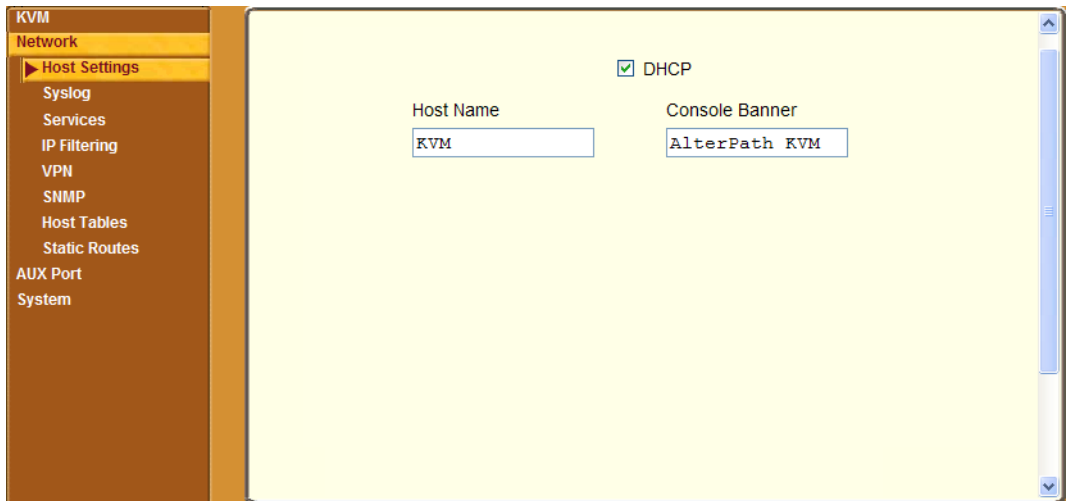 KVM
Network
Host Settings
Syslog
Services
IP Filtering
VPN
SNMP
Host Tables
Static Routes
AUX Port
System
DHCP
Host Name
Console Banner
KVM
AlterPath KVM